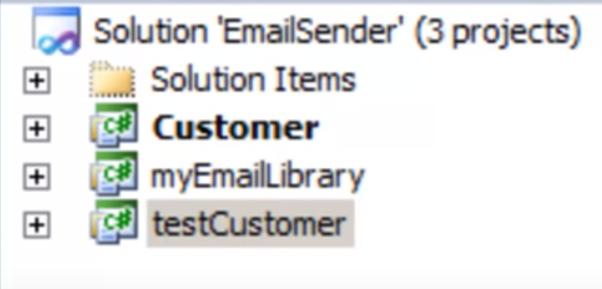 Solution 'EmailSender' (3 projects)
Solution Items
C# Customer
C# myEmailLibrary
C# testCustomer